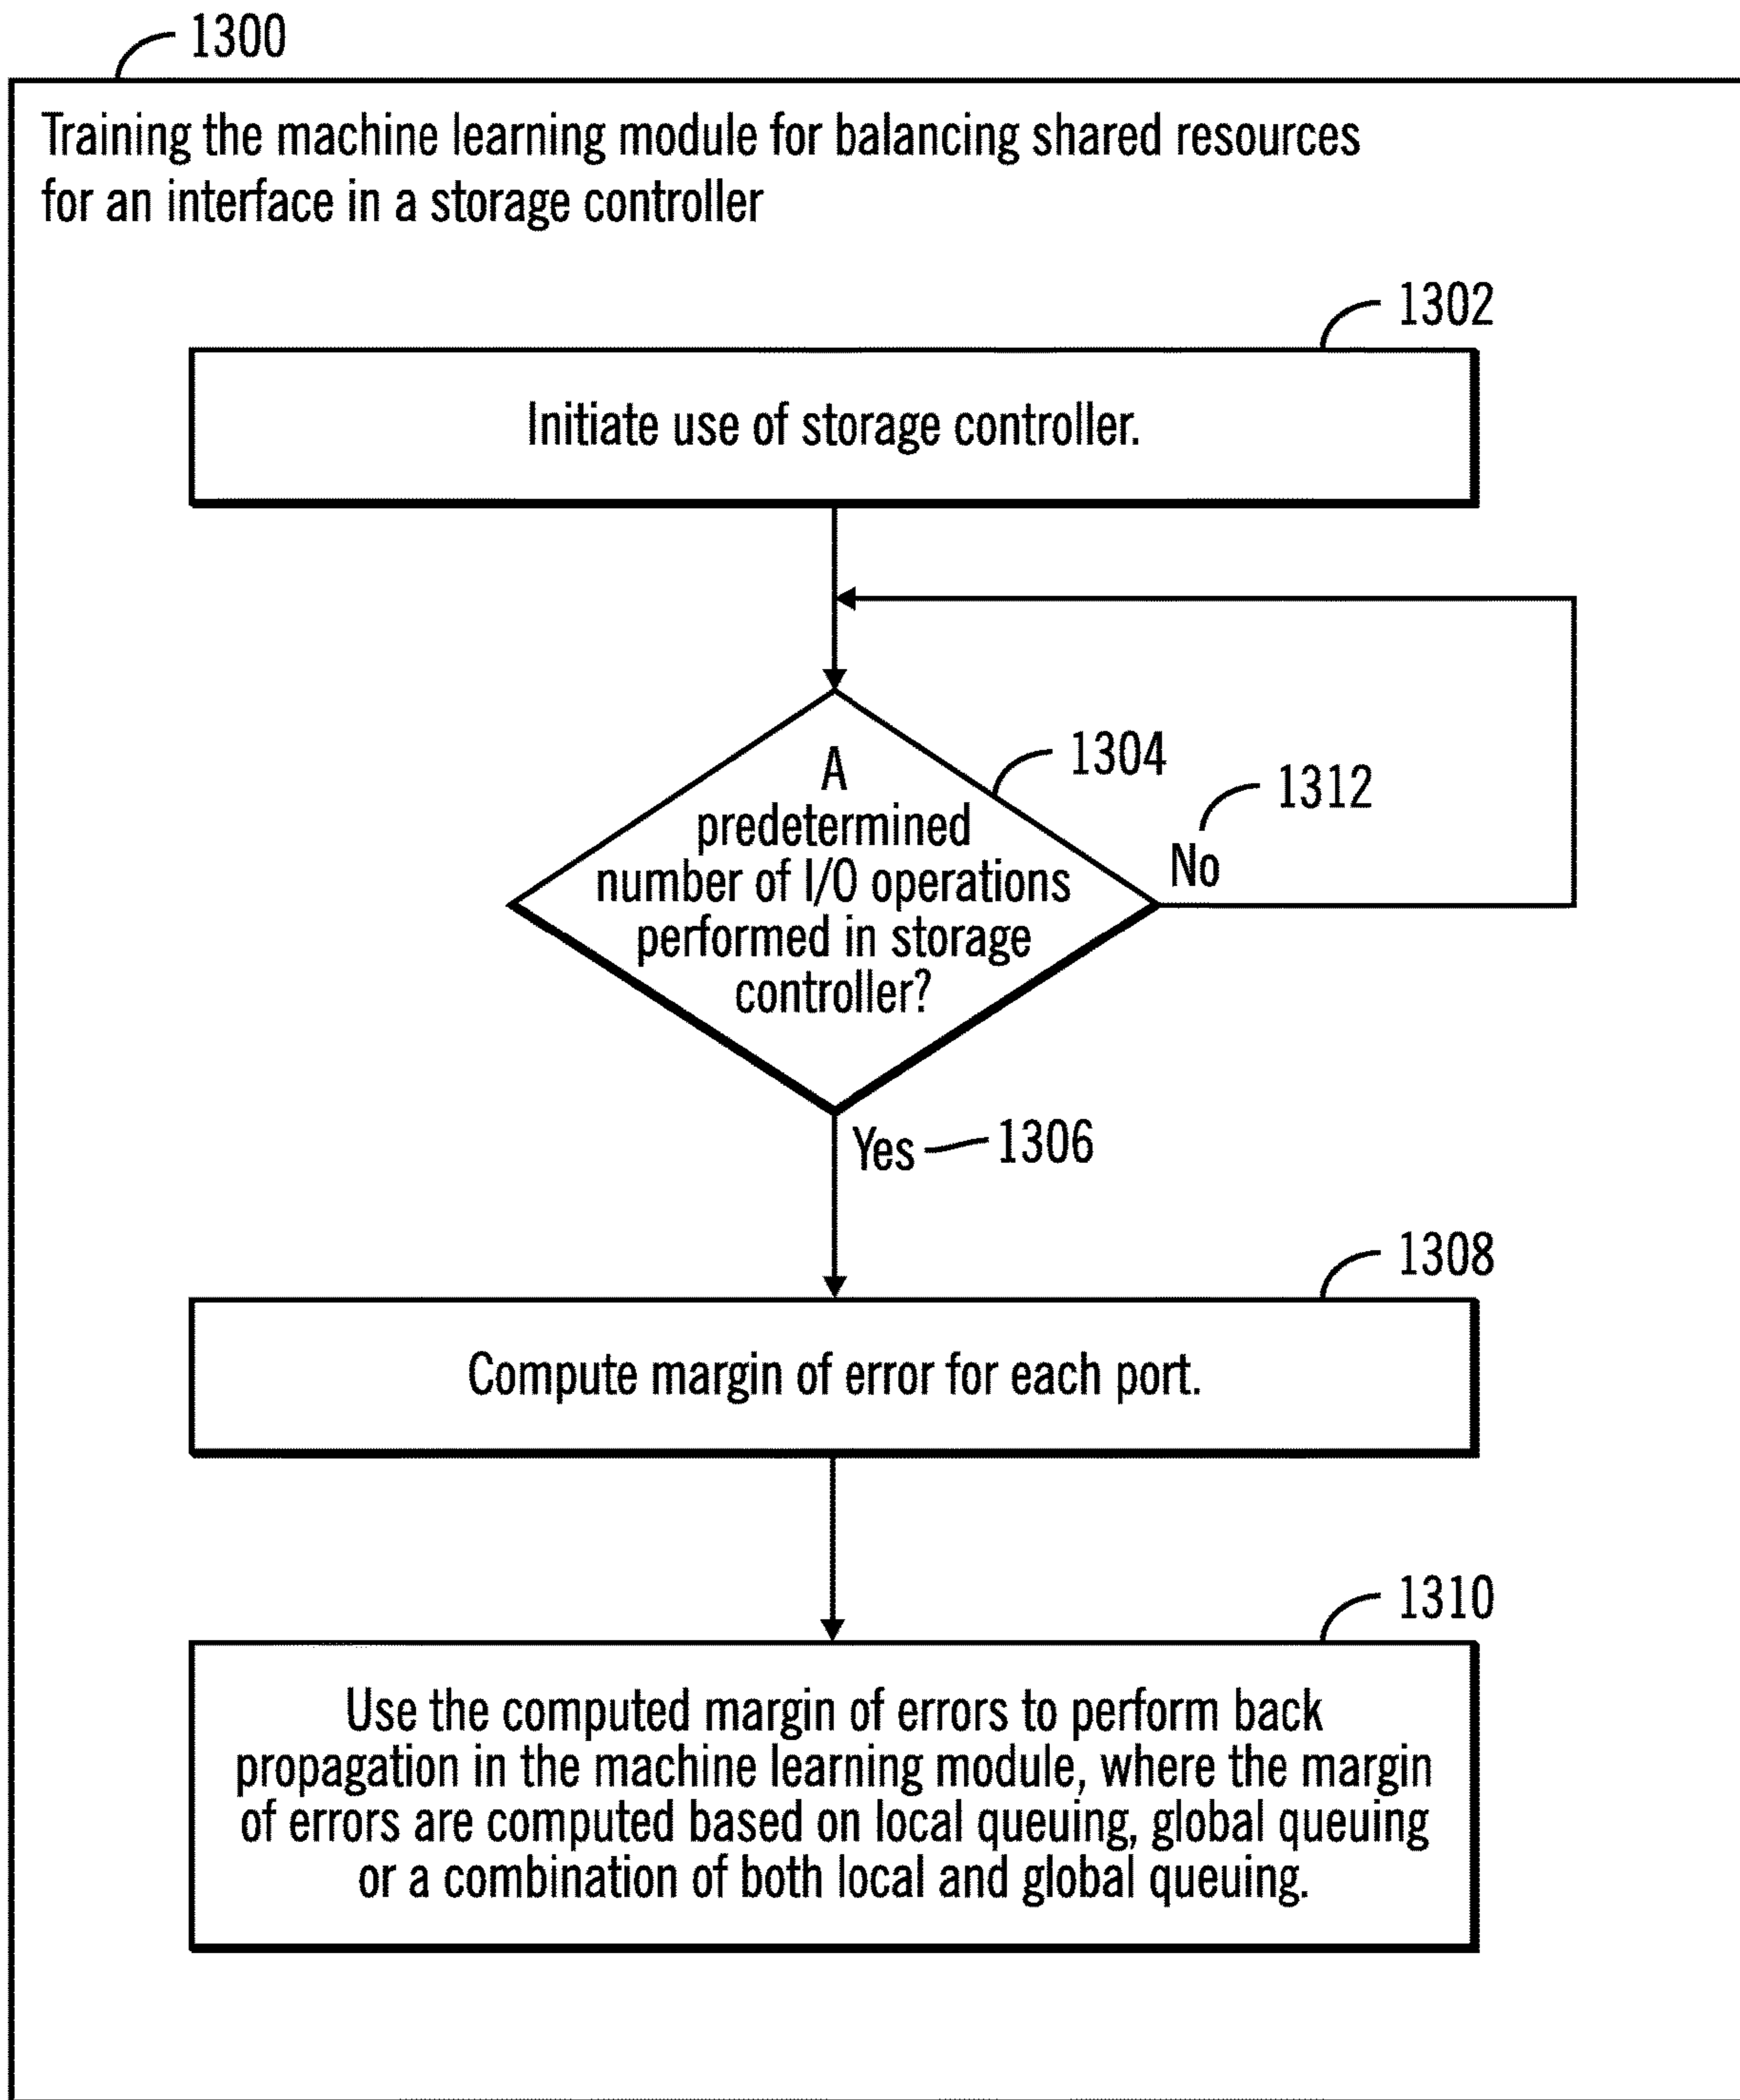 1300
Training the machine learning module for balancing shared resources
for an interface in a storage controller
1302
Initiate use of storage controller.
1304
1312
A
predetermined
number of I/O operations
performed in storage
controller?
No
Yes
1306
1308
Compute margin of error for each port.
1310
Use the computed margin of errors to perform back
propagation in the machine learning module, where the margin
of errors are computed based on local queuing, global queuing
or a combination of both local and global queuing.